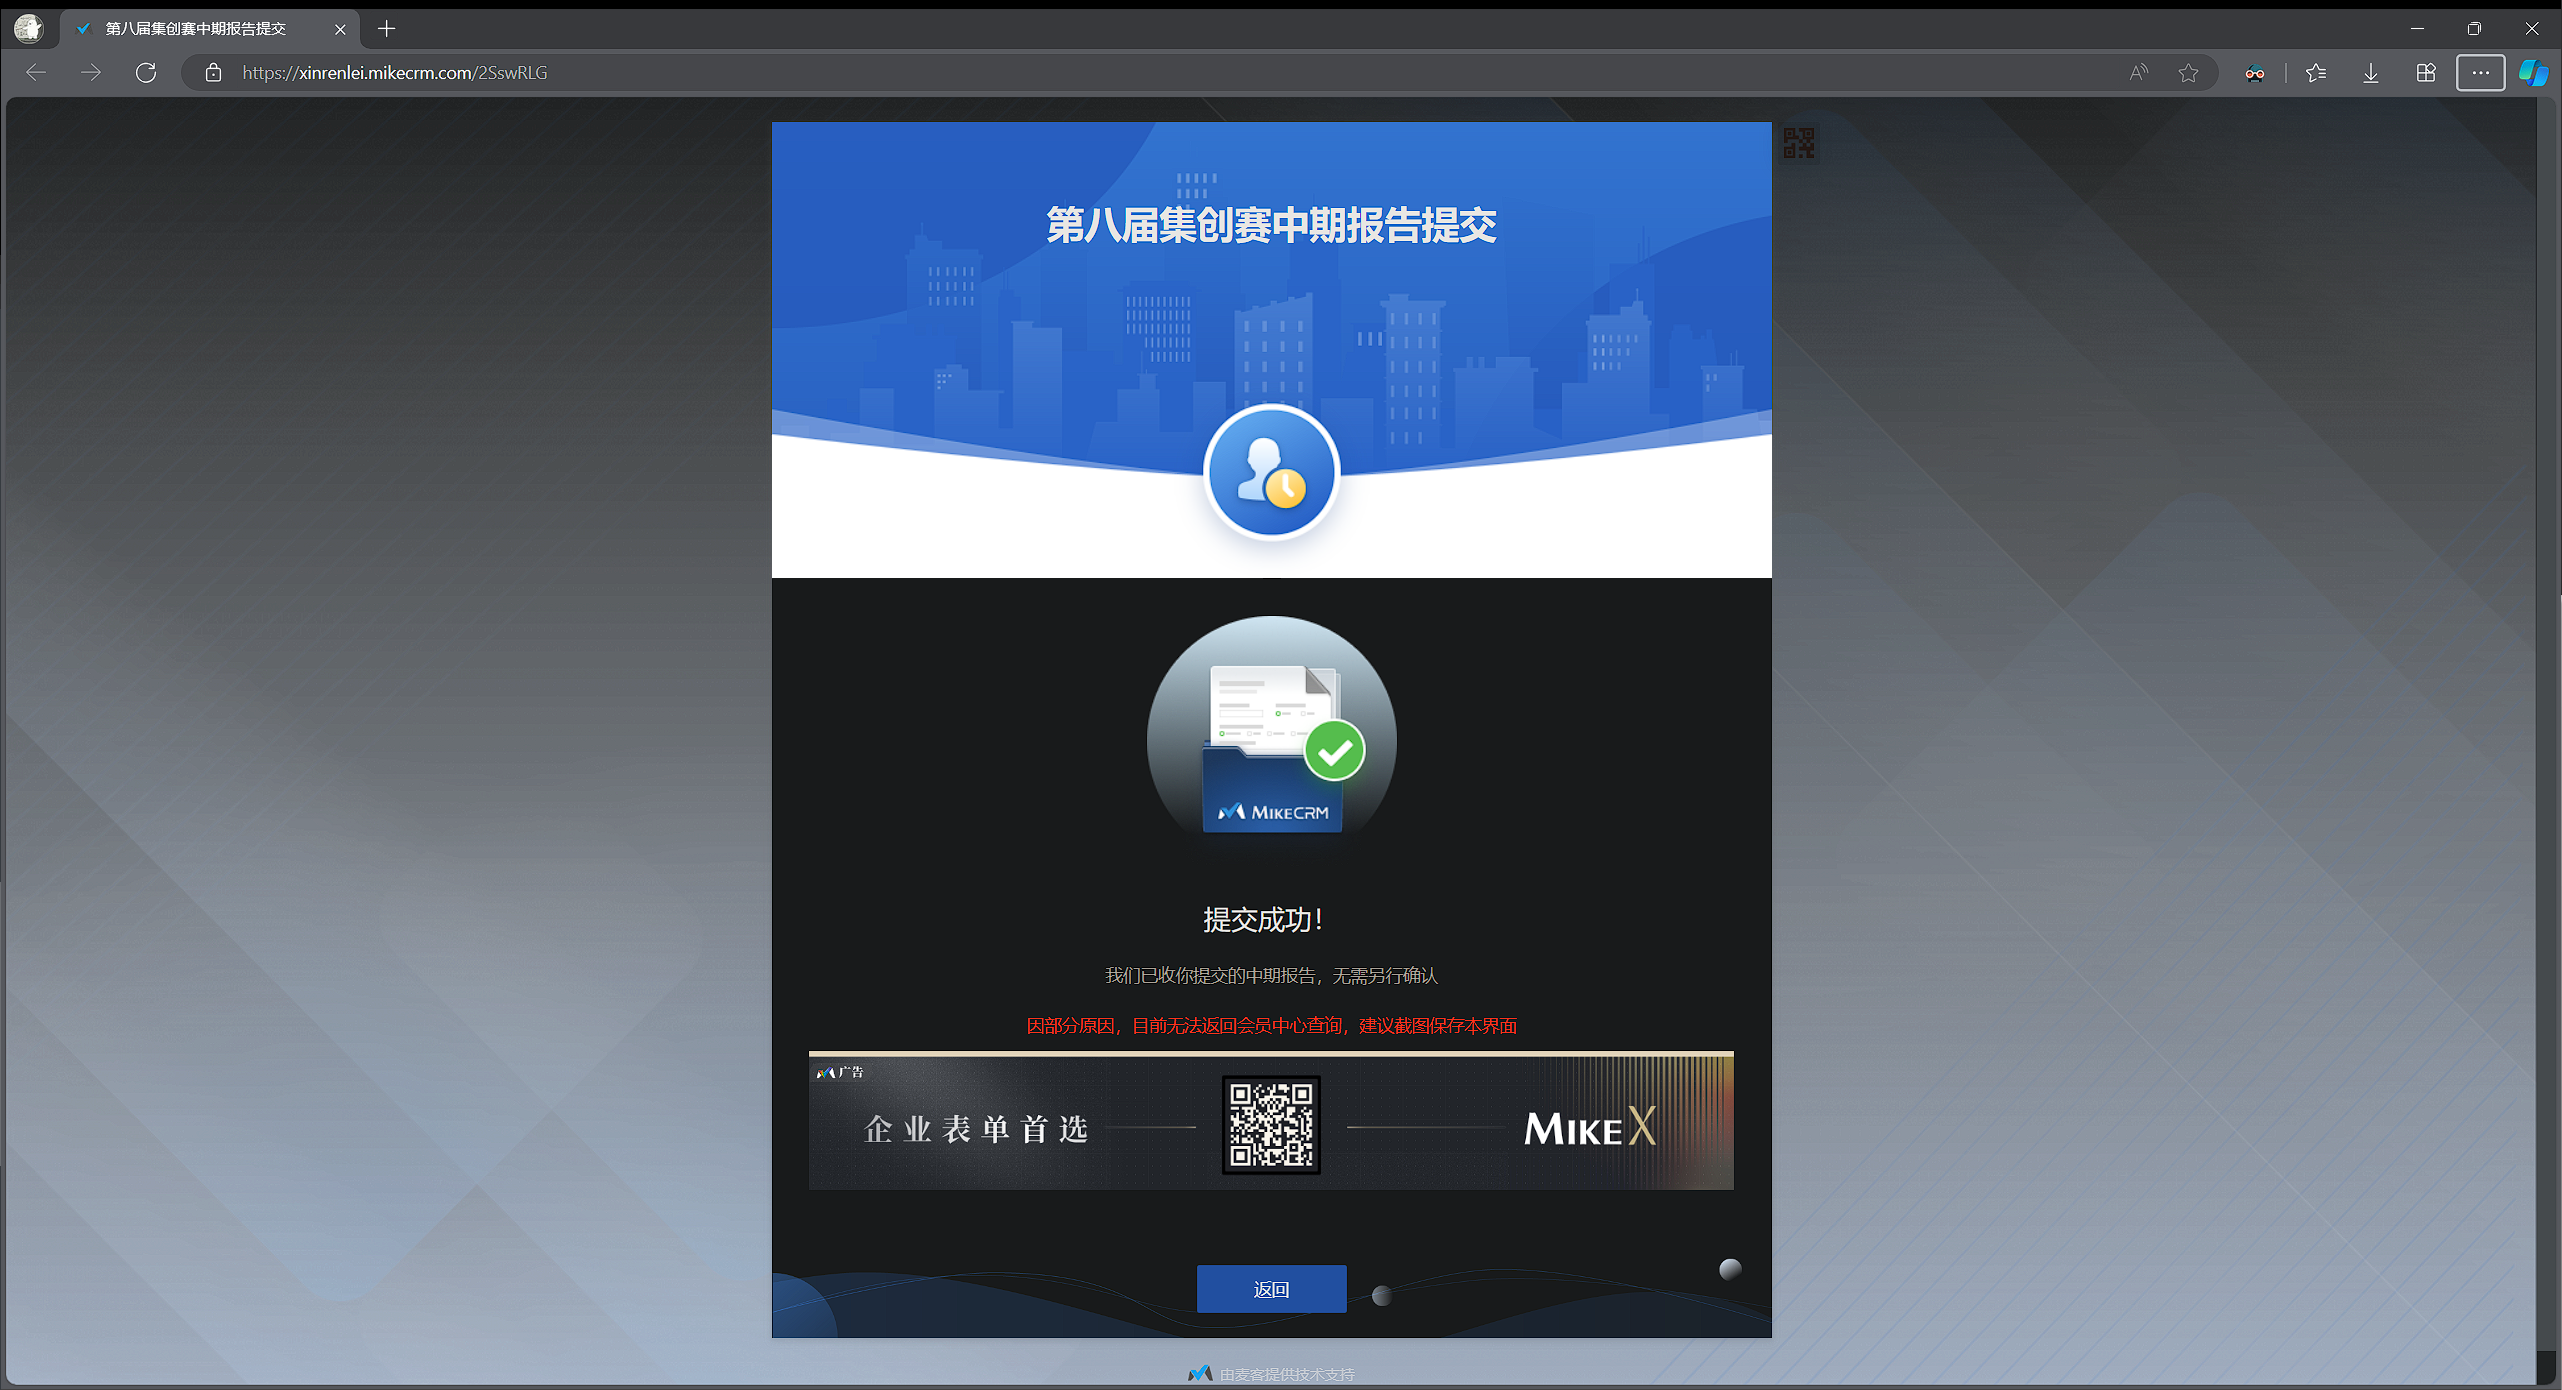 第八届集创赛中期报告提交
https://xinrenlei.mikecrm.com/2SswRLG
第八届集创赛中期报告提交
MIKECRM
提交成功！
我们已收你提交的中期报告，无需另行确认
因部分原因，目前无法返回会员中心查询，建议截图保存本界面
广告
企业表单首选
MIKEX
返回
由麦客提供技术支持